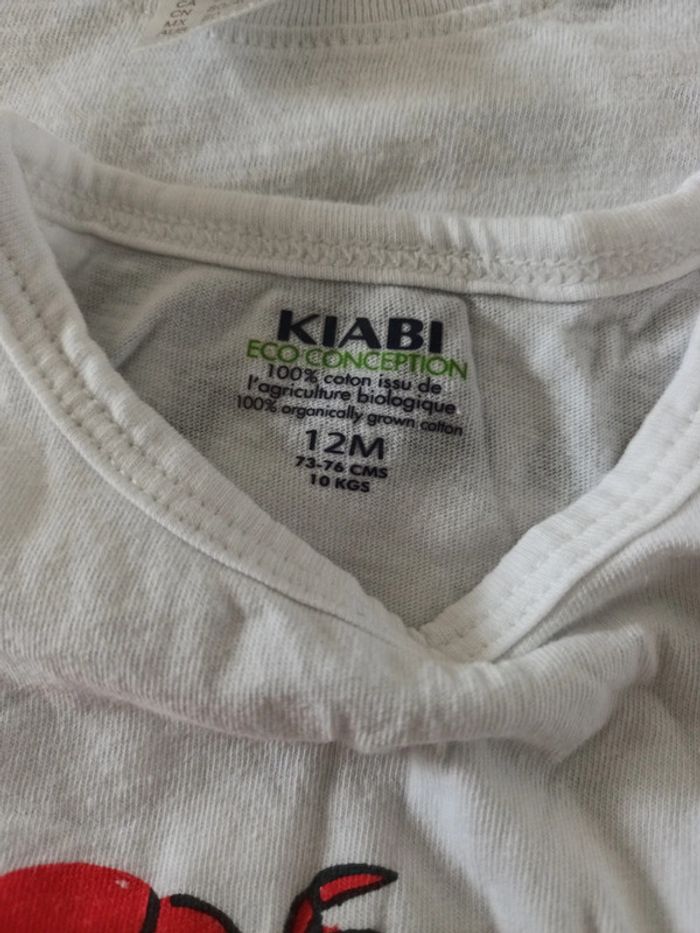 KIABI
ECO CONCEPTION
100% coton issu de
l'agriculture biologique
100% organically grown cotton
12M
73-76 CMS
10 KGS